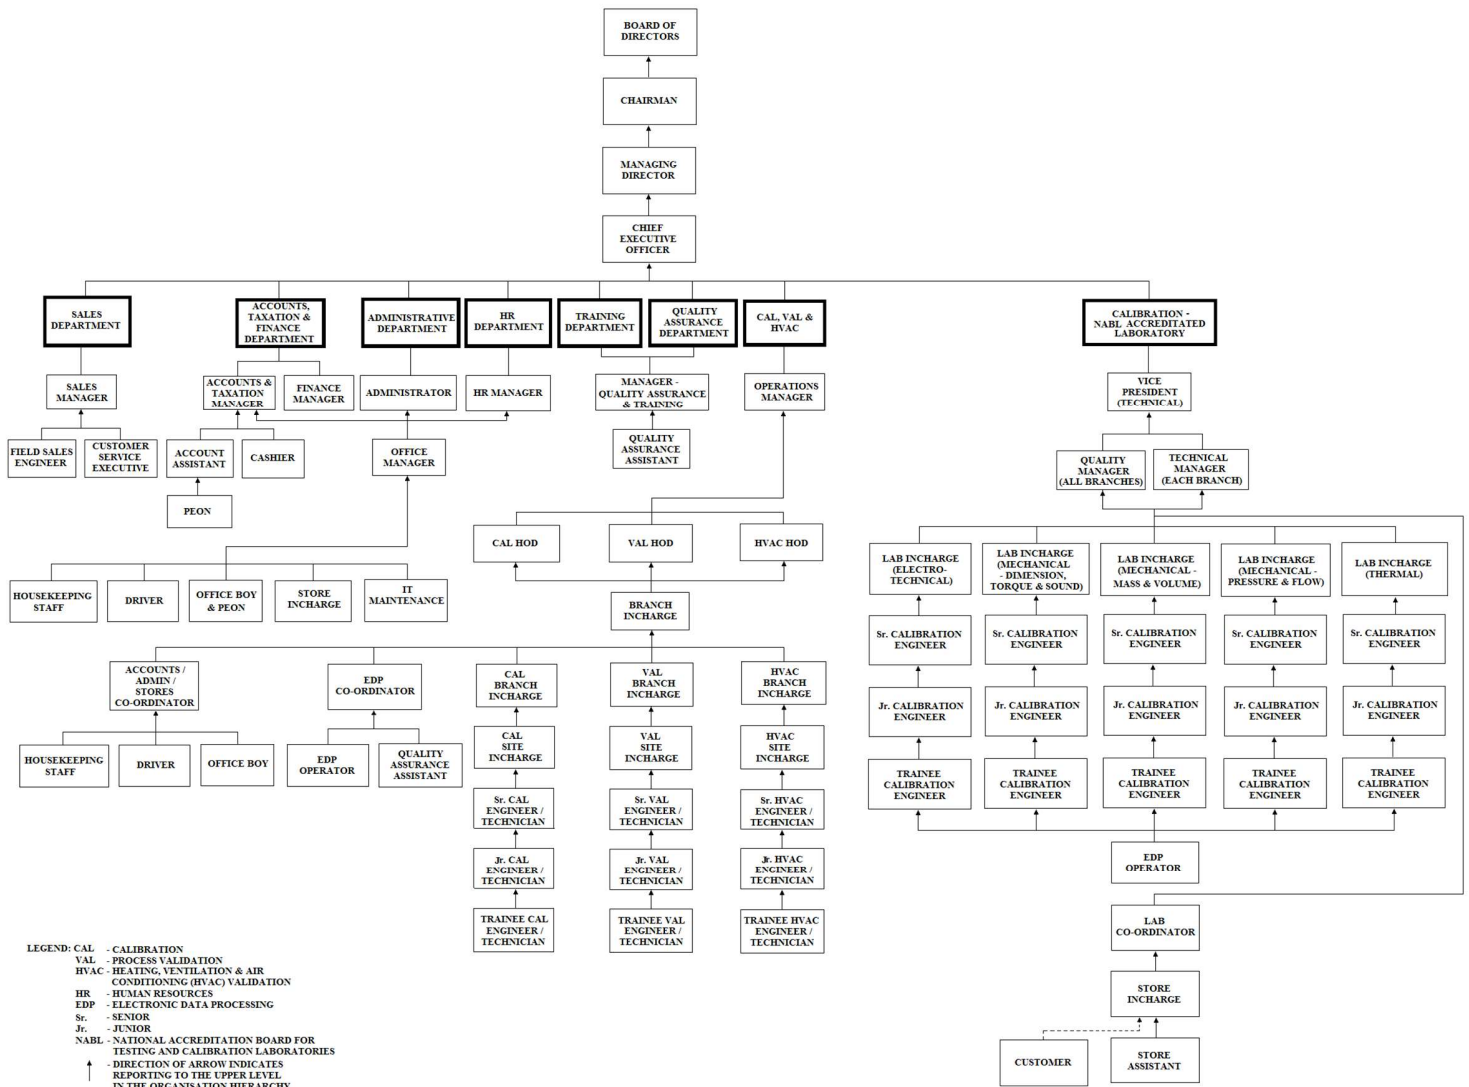 BOARD OF
DIRECTORS
CHAIRMAN
MANAGING
DIRECTOR
CHIEF
EXECUTIVE
OFFICER
SALES
DEPARTMENT
ACCOUNTS,
TAXATION &
FINANCE
DEPARTMENT
ADMINISTRATIVE
DEPARTMENT
HR
DEPARTMENT
TRAINING
DEPARTMENT
QUALITY
ASSURANCE
DEPARTMENT
CAL, VAL &
HVAC
CALIBRATION -
NABL ACCREDITATED
LABORATORY
SALES
MANAGER
ACCOUNTS &
TAXATION
MANAGER
FINANCE
MANAGER
ADMINISTRATOR
HR MANAGER
MANAGER -
QUALITY ASSURANCE
& TRAINING
OPERATIONS
MANAGER
VICE
PRESIDENT
(TECHNICAL)
FIELD SALES
ENGINEER
CUSTOMER
SERVICE
EXECUTIVE
ACCOUNT
ASSISTANT
CASHIER
OFFICE
MANAGER
QUALITY
ASSURANCE
ASSISTANT
QUALITY
MANAGER
(ALL BRANCHES)
TECHNICAL
MANAGER
(EACH BRANCH)
PEON
CAL HOD
VAL HOD
HVAC HOD
LAB INCHARGE
(ELECTRO-
TECHNICAL)
LAB INCHARGE
(MECHANICAL
- DIMENSION,
TORQUE & SOUND)
LAB INCHARGE
(MECHANICAL -
MASS & VOLUME)
LAB INCHARGE
(MECHANICAL -
PRESSURE & FLOW)
LAB INCHARGE
(THERMAL)
HOUSEKEEPING
STAFF
DRIVER
OFFICE BOY
& PEON
STORE
INCHARGE
IT
MAINTENANCE
BRANCH
INCHARGE
Sr. CALIBRATION
ENGINEER
Sr. CALIBRATION
ENGINEER
Sr. CALIBRATION
ENGINEER
Sr. CALIBRATION
ENGINEER
Sr. CALIBRATION
ENGINEER
ACCOUNTS /
ADMIN /
STORES
CO-ORDINATOR
EDP
CO-ORDINATOR
CAL
BRANCH
INCHARGE
VAL
BRANCH
INCHARGE
HVAC
BRANCH
INCHARGE
Jr. CALIBRATION
ENGINEER
Jr. CALIBRATION
ENGINEER
Jr. CALIBRATION
ENGINEER
Jr. CALIBRATION
ENGINEER
Jr. CALIBRATION
ENGINEER
HOUSEKEEPING
STAFF
DRIVER
OFFICE BOY
EDP
OPERATOR
QUALITY
ASSURANCE
ASSISTANT
CAL
SITE
INCHARGE
VAL
SITE
INCHARGE
HVAC
SITE
INCHARGE
TRAINEE
CALIBRATION
ENGINEER
TRAINEE
CALIBRATION
ENGINEER
TRAINEE
CALIBRATION
ENGINEER
TRAINEE
CALIBRATION
ENGINEER
TRAINEE
CALIBRATION
ENGINEER
Sr. CAL
ENGINEER /
TECHNICIAN
Sr. VAL
ENGINEER /
TECHNICIAN
Sr. HVAC
ENGINEER /
TECHNICIAN
Jr. CAL
ENGINEER /
TECHNICIAN
Jr. VAL
ENGINEER /
TECHNICIAN
Jr. HVAC
ENGINEER /
TECHNICIAN
EDP
OPERATOR
TRAINEE CAL
ENGINEER /
TECHNICIAN
TRAINEE VAL
ENGINEER /
TECHNICIAN
TRAINEE HVAC
ENGINEER /
TECHNICIAN
LAB
CO-ORDINATOR
STORE
INCHARGE
CUSTOMER
STORE
ASSISTANT
LEGEND: CAL - CALIBRATION
VAL - PROCESS VALIDATION
HVAC - HEATING, VENTILATION & AIR
CONDITIONING (HVAC) VALIDATION
HR - HUMAN RESOURCES
EDP - ELECTRONIC DATA PROCESSING
Sr. - SENIOR
Jr. - JUNIOR
NABL - NATIONAL ACCREDITATION BOARD FOR
TESTING AND CALIBRATION LABORATORIES
- DIRECTION OF ARROW INDICATES
REPORTING TO THE UPPER LEVEL
IN THE ORGANISATION HIERARCHY